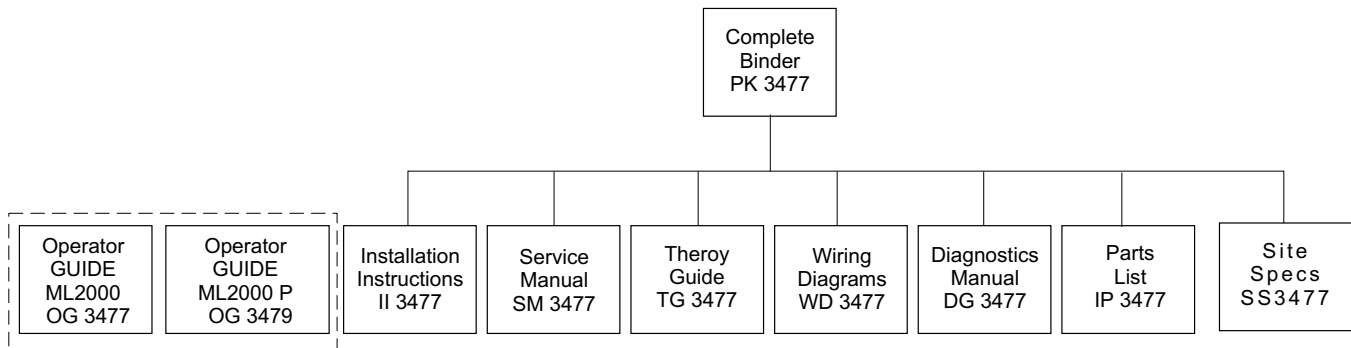 Complete
Binder
PK 3477
Operator
GUIDE
ML2000
OG 3477
Operator
GUIDE
ML2000 P
OG 3479
Installation
Instructions
II 3477
Service
Manual
SM 3477
Theroy
Guide
TG 3477
Wiring
Diagrams
WD 3477
Diagnostics
Manual
DG 3477
Parts
List
IP 3477
Site
Specs
SS3477